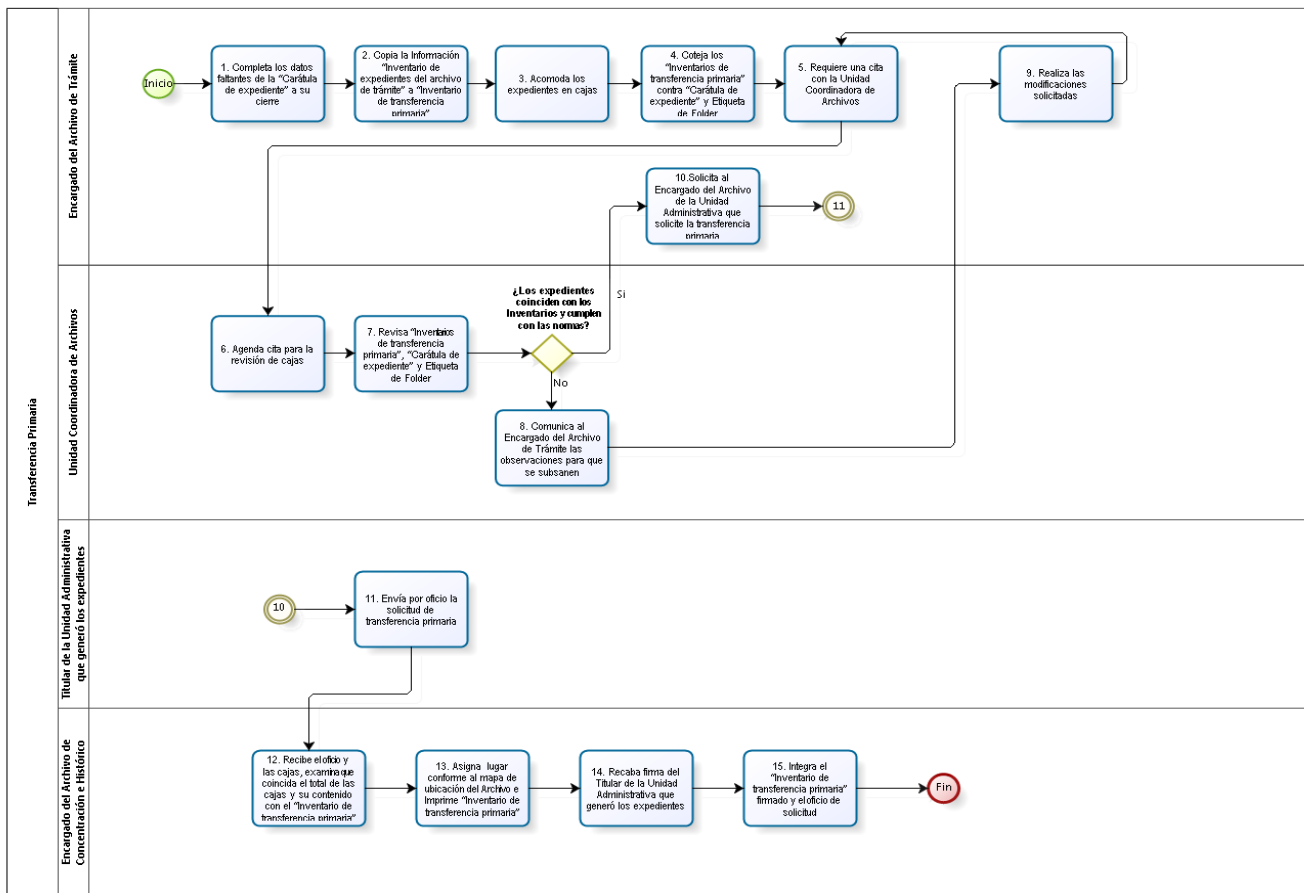 Transferencia Primaria
Encargado del Archivo de Trámite
Inicio
1. Completa los datos
faltantes de la “Carátula
de expediente” a su
cierre
2. Copia la Información
“Inventario de
expedientes del archivo
de trámite” a “Inventario
de transferencia
primaria”
3. Acomoda los
expedientes en cajas
4. Coteja los
“Inventarios de
transferencia primaria”
contra “Carátula de
expediente” y Etiqueta
de Folder
5. Requiere una cita
con la Unidad
Coordinadora de
Archivos
9. Realiza las
modificaciones
solicitadas
10.Solicita al
Encargado del Archivo
de la Unidad
Administrativa que
solicite la transferencia
primaria
11
Unidad Coordinadora de Archivos
6. Agenda cita para la
revisión de cajas
7. Revisa “Inventarios
de transferencia
primaria”, “Carátula de
expediente” y Etiqueta
de Folder
¿Los expedientes
coinciden con los
Inventarios y cumplen
con las normas?
Si
No
8. Comunica al
Encargado del Archivo
de Trámite las
observaciones para que
se subsanen
Titular de la Unidad Administrativa
que generó los expedientes
10
11. Envía por oficio la
solicitud de
transferencia primaria
Encargado del Archivo de
Concentración e Histórico
12. Recibe el oficio y
las cajas, examina que
coincida el total de las
cajas y su contenido
con el “Inventario de
transferencia primaria”
13. Asigna lugar
conforme al mapa de
ubicación del Archivo e
Imprime “Inventario de
transferencia primaria”
14. Recaba firma del
Titular de la Unidad
Administrativa que
generó los expedientes
15. Integra el
“Inventario de
transferencia primaria”
firmado y el oficio de
solicitud
Fin